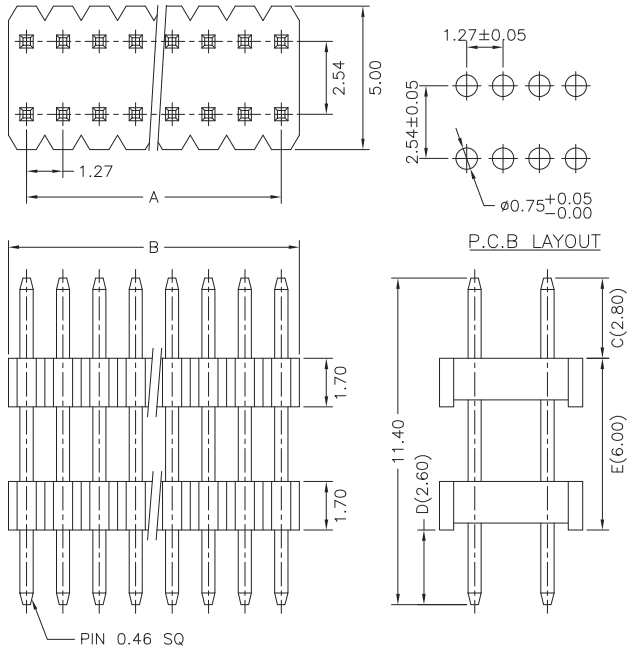 2.54
5.00
1.27
A
1.27±0.05
2.54±0.05
ø0.75+0.05
−0.00
P.C.B LAYOUT
B
1.70
1.70
PIN 0.46 SQ
11.40
D(2.60)
C(2.80)
E(6.00)